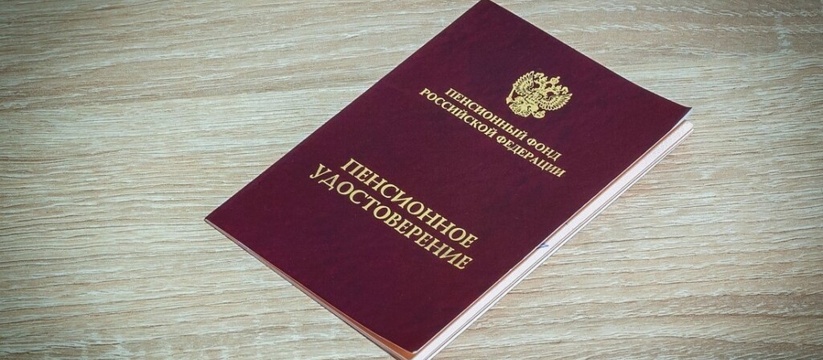 ПЕНСИОННЫЙ ФОНД
РОССИЙСКОЙ ФЕДЕРАЦИИ
ПЕНСИОННОЕ
УДОСТОВЕРЕНИЕ